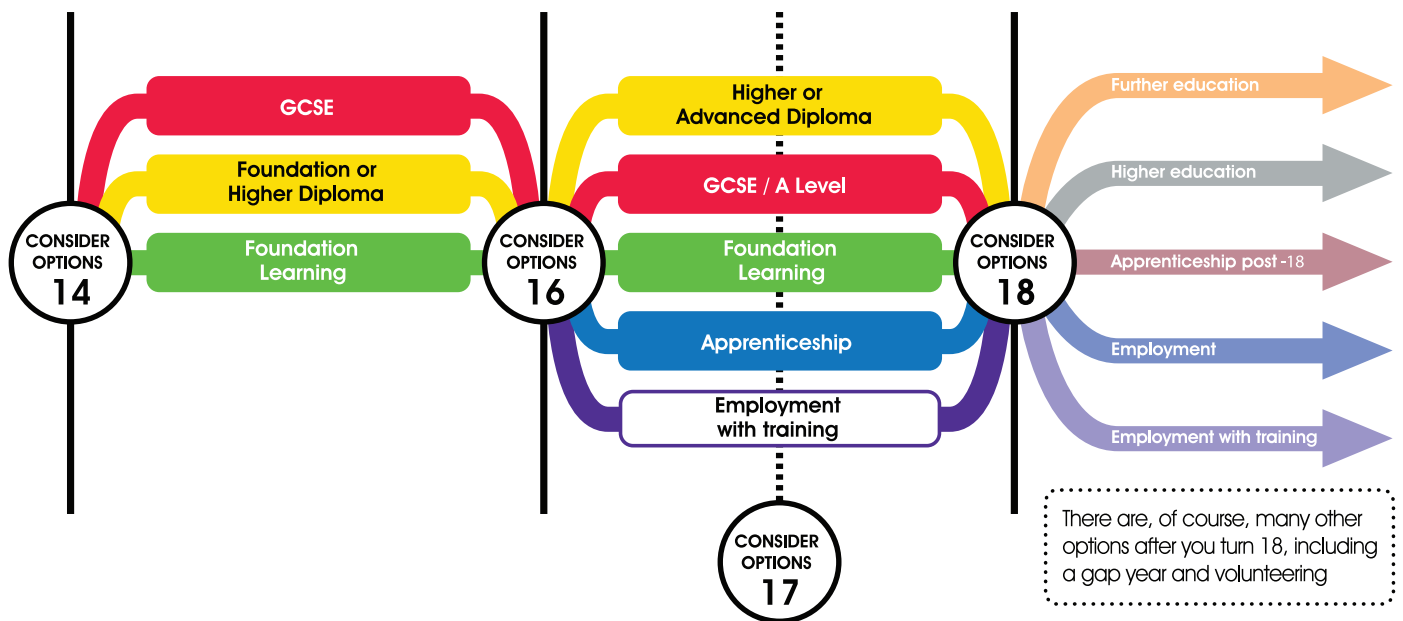 CONSIDER
OPTIONS
14
GCSE
Foundation or
Higher Diploma
Foundation
Learning
CONSIDER
OPTIONS
16
Higher or
Advanced Diploma
GCSE / A Level
Foundation
Learning
Apprenticeship
Employment
with training
CONSIDER
OPTIONS
17
CONSIDER
OPTIONS
18
Further education
Higher education
Apprenticeship post -18
Employment
Employment with training
There are, of course, many other
options after you turn 18, including
a gap year and volunteering